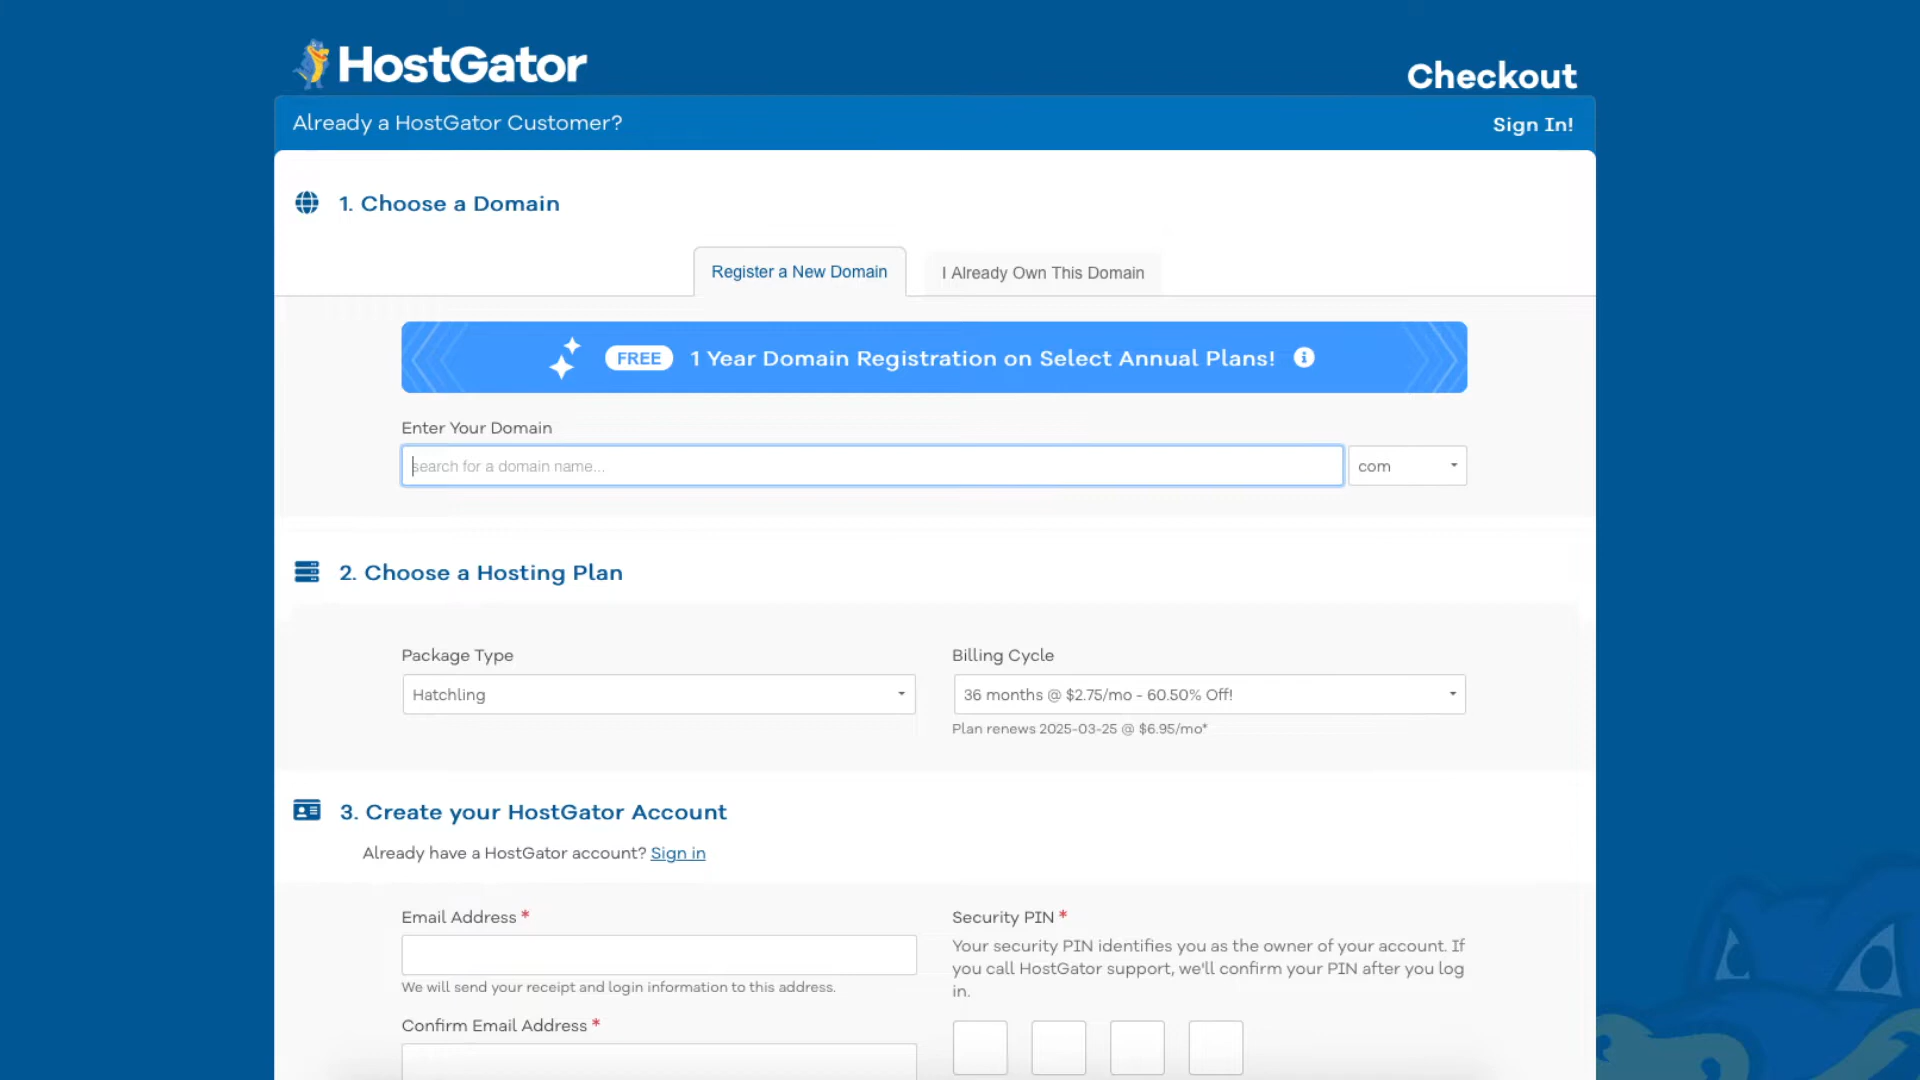 HostGator
Checkout
Already a HostGator Customer?
Sign In!
1. Choose a Domain
Register a New Domain
I Already Own This Domain
FREE 1 Year Domain Registration on Select Annual Plans!
Enter Your Domain
search for a domain name...
com
2. Choose a Hosting Plan
Package Type
Hatchling
Billing Cycle
36 months @ $2.75/mo - 60.50% Off!
Plan renews 2025-03-25 @ $6.95/mo*
3. Create your HostGator Account
Already have a HostGator account? Sign in
Email Address *
We will send your receipt and login information to this address.
Confirm Email Address *
Security PIN *
Your security PIN identifies you as the owner of your account. If
you call HostGator support, we'll confirm your PIN after you log
in.